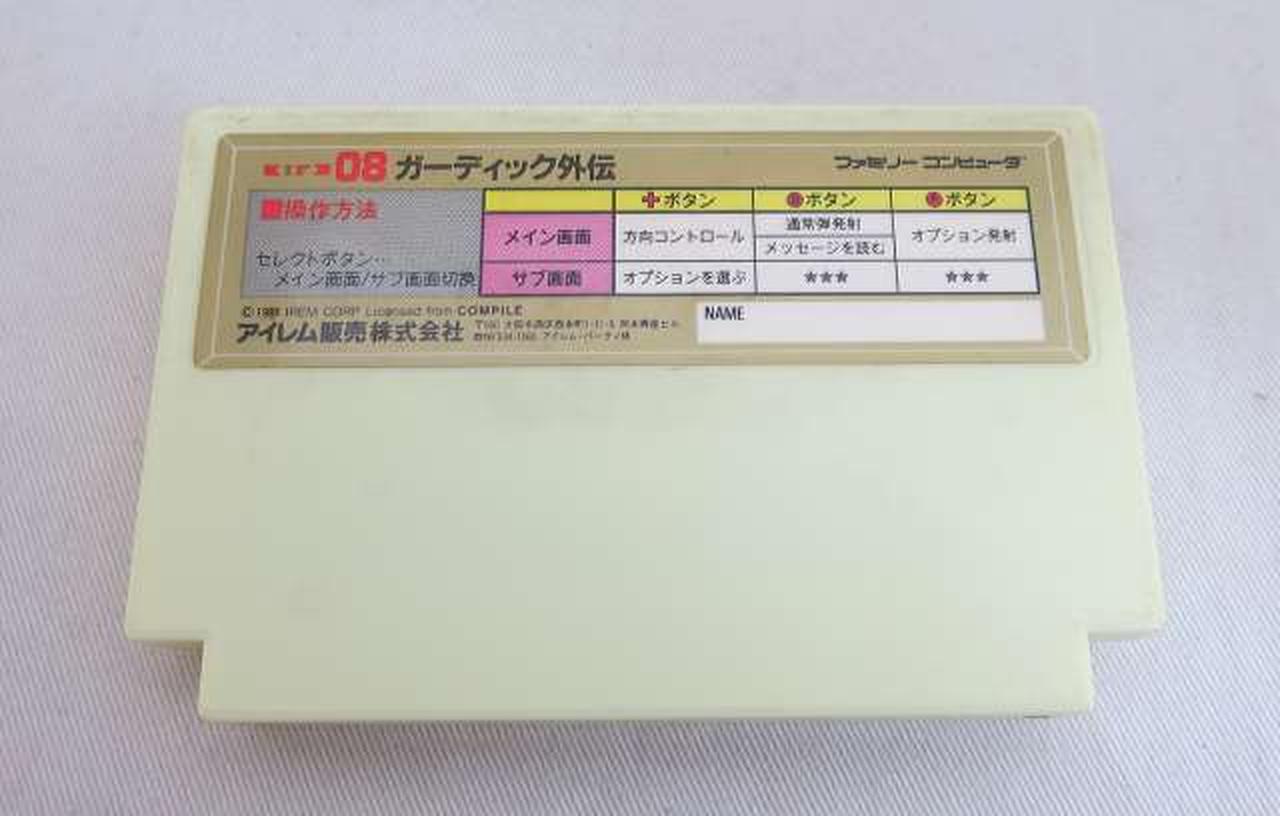 08 ガーディック外伝
ファミリーコンピュータ
■操作方法
セレクトボタン…
メイン画面/サブ画面切換
✚ボタン Ⓑボタン Ⓐボタン
メイン画面 方向コントロール 通常弾発射 オプション発射
メッセージを読む
サブ画面 オプションを選ぶ ★★★ ★★★
©1988 IREM CORP. Licensed from COMPILE
アイレム販売株式会社
NAME